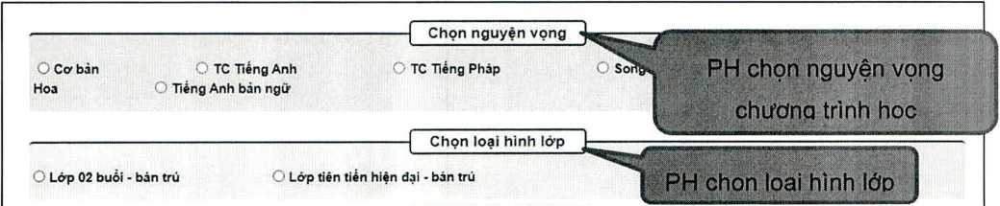 Chọn nguyện vọng
Cơ bản TC Tiếng Anh TC Tiếng Pháp Song
Hoa Tiếng Anh bản ngữ
PH chọn nguyện vọng
chương trình học
Chọn loại hình lớp
Lớp 02 buổi - bán trú Lớp tiên tiến hiện đại - bán trú
PH chọn loại hình lớp